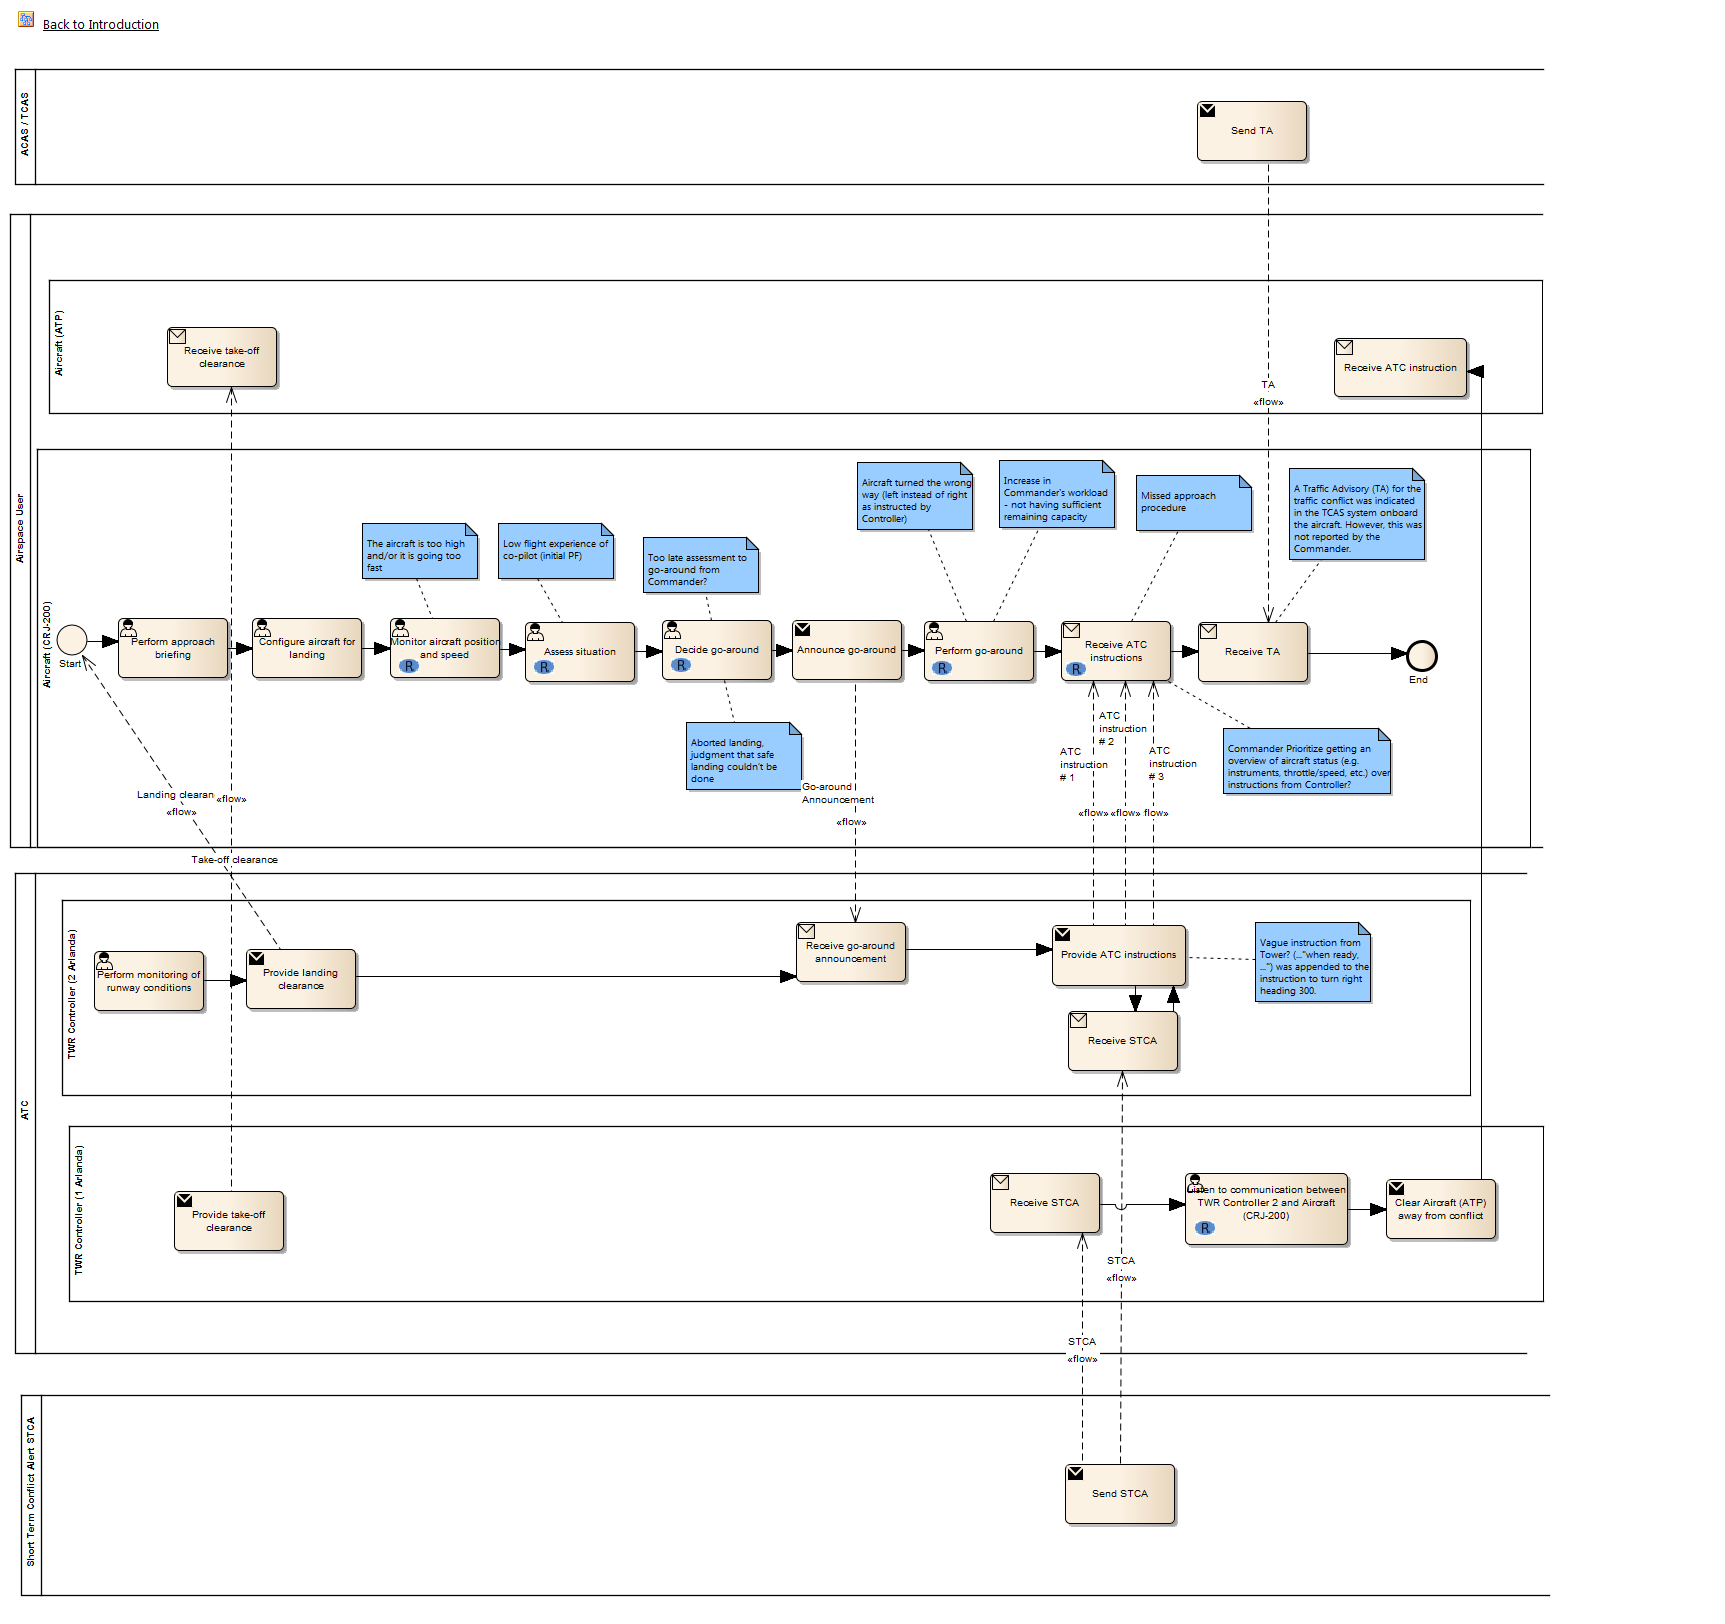 Back to Introduction
ACAS / TCAS
Send TA
TA
«flow»
Airspace User
Aircraft (ATP)
Receive take-off
clearance
Receive ATC instruction
Aircraft (CRJ-200)
The aircraft is too high
and/or it is going too
fast
Low flight experience of
co-pilot (initial PF)
Too late assessment to
go-around from
Commander?
Aircraft turned the wrong
way (left instead of right
as instructed by
Controller)
Increase in
Commander's workload
- not having sufficient
remaining capacity
Missed approach
procedure
A Traffic Advisory (TA) for the
traffic conflict was indicated
in the TCAS system onboard
the aircraft. However, this was
not reported by the
Commander.
Start
Perform approach
briefing
Configure aircraft for
landing
Monitor aircraft position
and speed
R
Assess situation
R
Decide go-around
R
Announce go-around
Perform go-around
R
Receive ATC
instructions
R
Receive TA
End
Aborted landing,
judgment that safe
landing couldn't be
done
Commander Prioritize getting an
overview of aircraft status (e.g.
instruments, throttle/speed, etc.) over
instructions from Controller?
ATC
instruction
# 1
ATC
instruction
# 2
ATC
instruction
# 3
«flow»
«flow»
flow»
Go-around
Announcement
«flow»
Landing clearan
«flow»
«flow»
Take-off clearance
ATC
TWR Controller (2 Arlanda)
Perform monitoring of
runway conditions
Provide landing
clearance
Receive go-around
announcement
Provide ATC instructions
Vague instruction from
Tower? (..."when ready,
...") was appended to the
instruction to turn right
heading 300.
Receive STCA
TWR Controller (1 Arlanda)
Provide take-off
clearance
Receive STCA
Listen to communication between
TWR Controller 2 and Aircraft
(CRJ-200)
R
Clear Aircraft (ATP)
away from conflict
STCA
«flow»
STCA
«flow»
Short Term Conflict Alert STCA
Send STCA